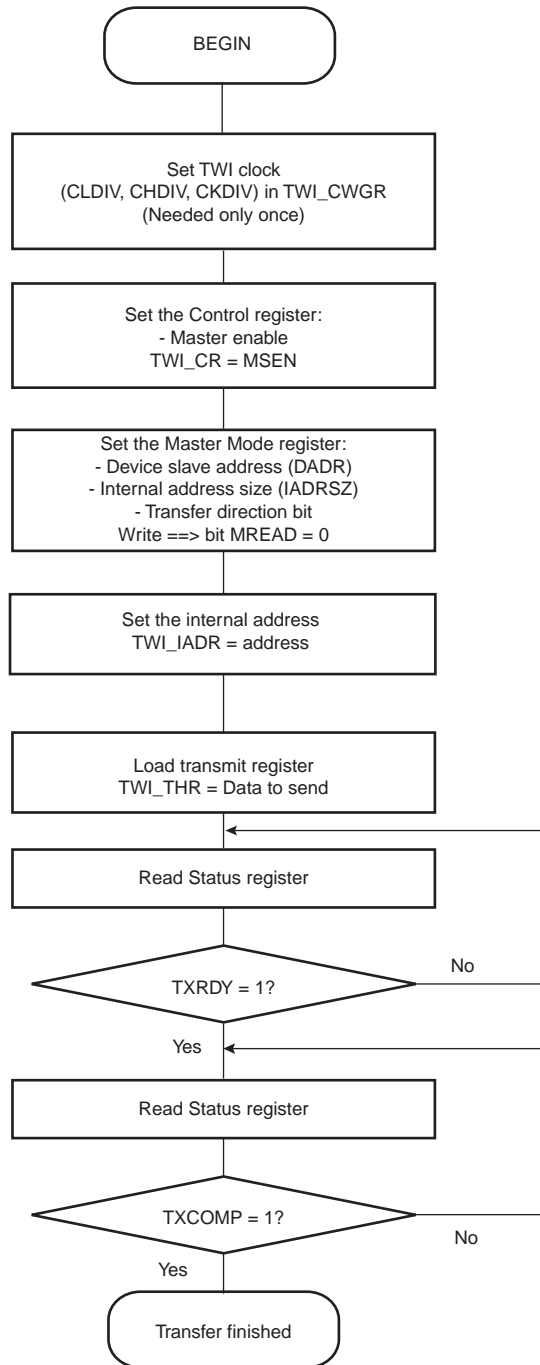 BEGIN
Set TWI clock
(CLDIV, CHDIV, CKDIV) in TWI_CWGR
(Needed only once)
Set the Control register:
- Master enable
TWI_CR = MSEN
Set the Master Mode register:
- Device slave address (DADR)
- Internal address size (IADRSZ)
- Transfer direction bit
Write ==> bit MREAD = 0
Set the internal address
TWI_IADR = address
Load transmit register
TWI_THR = Data to send
Read Status register
No
TXRDY = 1?
Yes
Read Status register
TXCOMP = 1?
No
Yes
Transfer finished